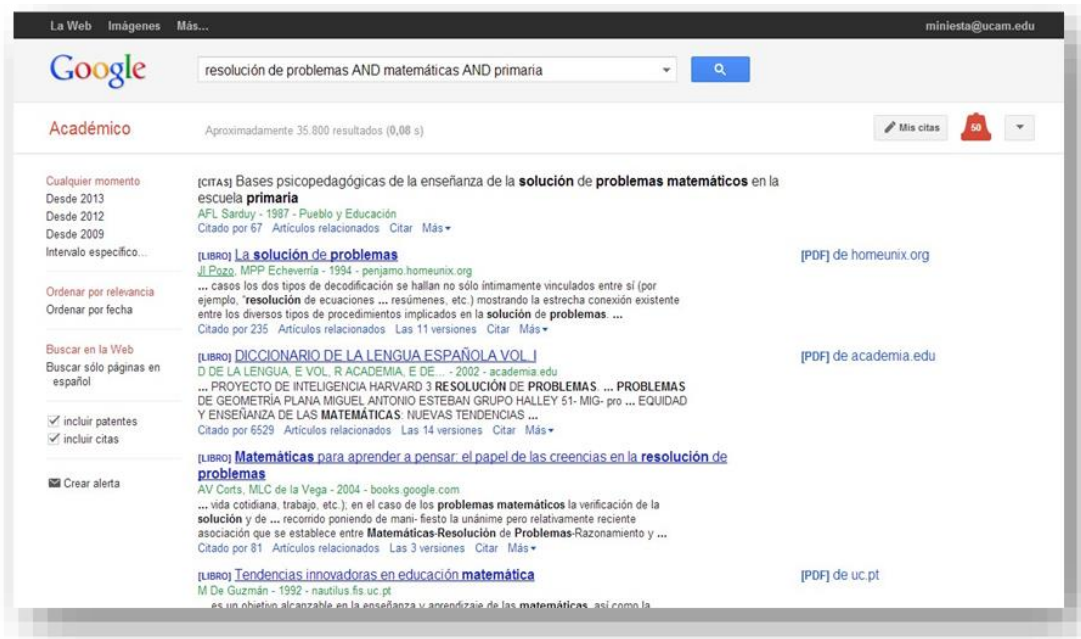 La Web Imágenes Más... miniesta@ucam.edu
Google resolución de problemas AND matemáticas AND primaria
Académico Aproximadamente 35.800 resultados (0,08 s) Mis citas 50
Cualquier momento
Desde 2013
Desde 2012
Desde 2009
Intervalo específico...
Ordenar por relevancia
Ordenar por fecha
Buscar en la Web
Buscar sólo páginas en
español
incluir patentes
incluir citas
Crear alerta
[CITAS] Bases psicopedagógicas de la enseñanza de la solución de problemas matemáticos en la
escuela primaria
AFL Sarduy - 1987 - Pueblo y Educación
Citado por 67 Artículos relacionados Citar Más
[LIBRO] La solución de problemas
JI Pozo, MPP Echeverría - 1994 - penjamo.homeunix.org
... casos los dos tipos de decodificación se hallan no sólo íntimamente vinculados entre sí (por
ejemplo, "resolución de ecuaciones ... resúmenes, etc.) mostrando la estrecha conexión existente
entre los diversos tipos de procedimientos implicados en la solución de problemas. ...
Citado por 235 Artículos relacionados Las 11 versiones Citar Más
[PDF] de homeunix.org
[LIBRO] DICCIONARIO DE LA LENGUA ESPAÑOLA VOL. I
D DE LA LENGUA, E VOL, R ACADEMIA, E DE... - 2002 - academia.edu
... PROYECTO DE INTELIGENCIA HARVARD 3 RESOLUCIÓN DE PROBLEMAS. ... PROBLEMAS
DE GEOMETRÍA PLANA MIGUEL ANTONIO ESTEBAN GRUPO HALLEY 51- MIG- pro ... EQUIDAD
Y ENSEÑANZA DE LAS MATEMÁTICAS: NUEVAS TENDENCIAS ...
Citado por 6529 Artículos relacionados Las 14 versiones Citar Más
[PDF] de academia.edu
[LIBRO] Matemáticas para aprender a pensar: el papel de las creencias en la resolución de
problemas
AV Corts, MLC de la Vega - 2004 - books.google.com
... vida cotidiana, trabajo, etc.); en el caso de los problemas matemáticos la verificación de la
solución y de ... recorrido poniendo de mani- fiesto la unánime pero relativamente reciente
asociación que se establece entre Matemáticas-Resolución de Problemas-Razonamiento y ...
Citado por 81 Artículos relacionados Las 3 versiones Citar Más
[LIBRO] Tendencias innovadoras en educación matemática
M De Guzmán - 1992 - nautilus.fis.uc.pt
... es un objetivo alcanzable en la enseñanza y aprendizaje de las matemáticas, así como la
[PDF] de uc.pt